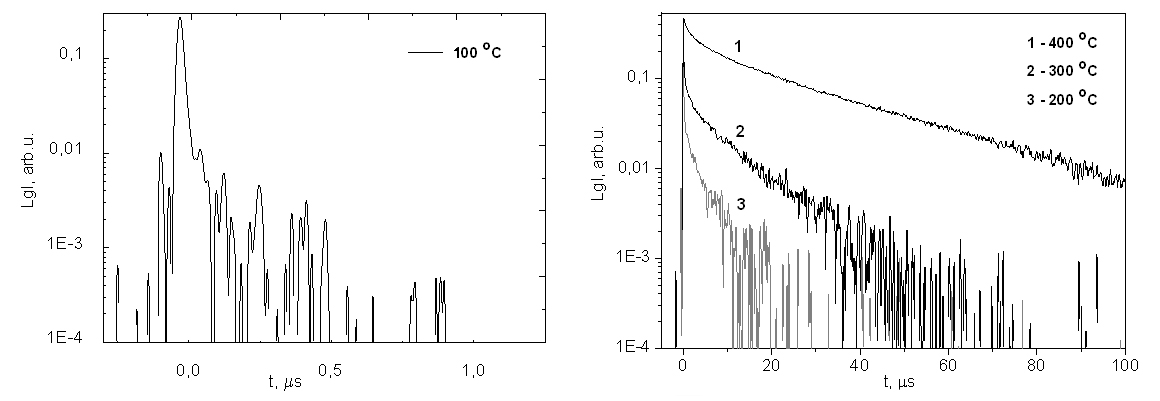 100 °C
0,1
0,01
1E-3
1E-4
LgI, arb.u.
0,0 0,5 1,0
t, μs
1 - 400 °C
2 - 300 °C
3 - 200 °C
1
2
3
0,1
0,01
1E-3
1E-4
LgI, arb.u.
0 20 40 60 80 100
t, μs